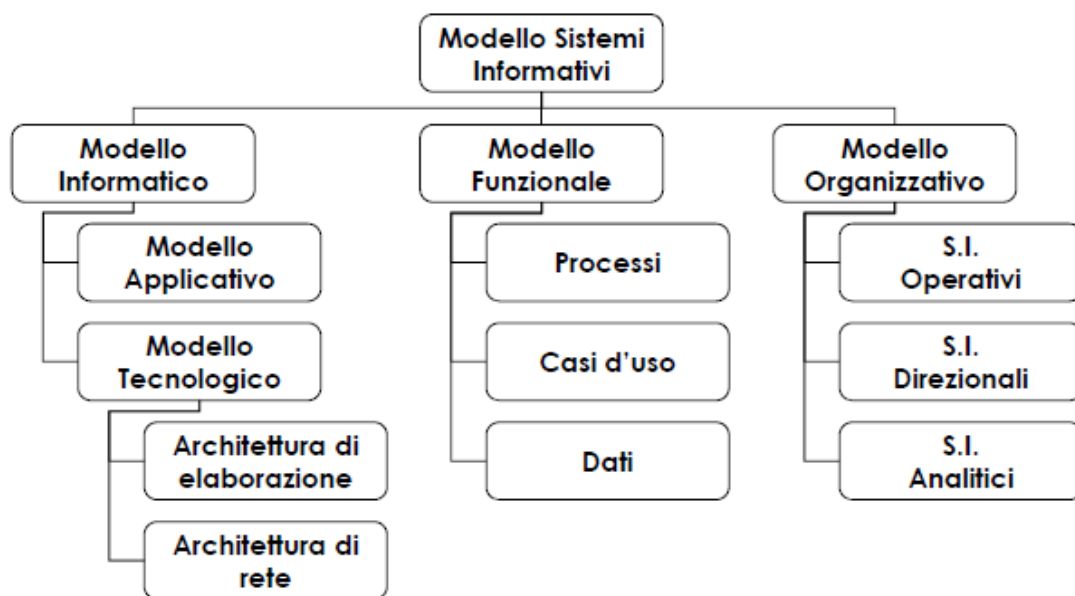 Modello Sistemi
Informativi
Modello
Informatico
Modello
Funzionale
Modello
Organizzativo
Modello
Applicativo
Processi
S.I.
Operativi
Modello
Tecnologico
Casi d'uso
S.I.
Direzionali
Architettura di
elaborazione
Dati
S.I.
Analitici
Architettura di
rete